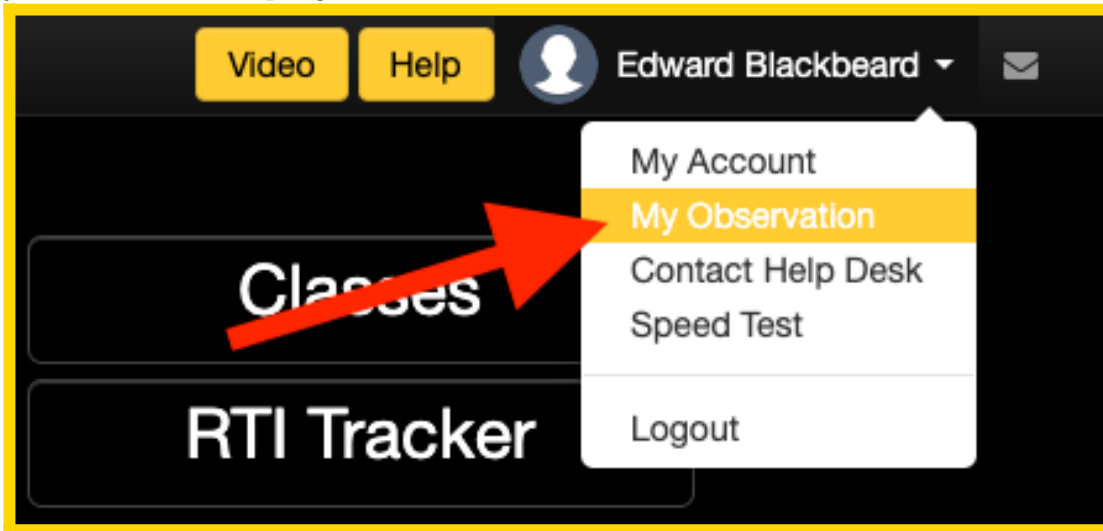 Video Help Edward Blackbeard
My Account
My Observation
Contact Help Desk
Speed Test
Logout
Classes
RTI Tracker